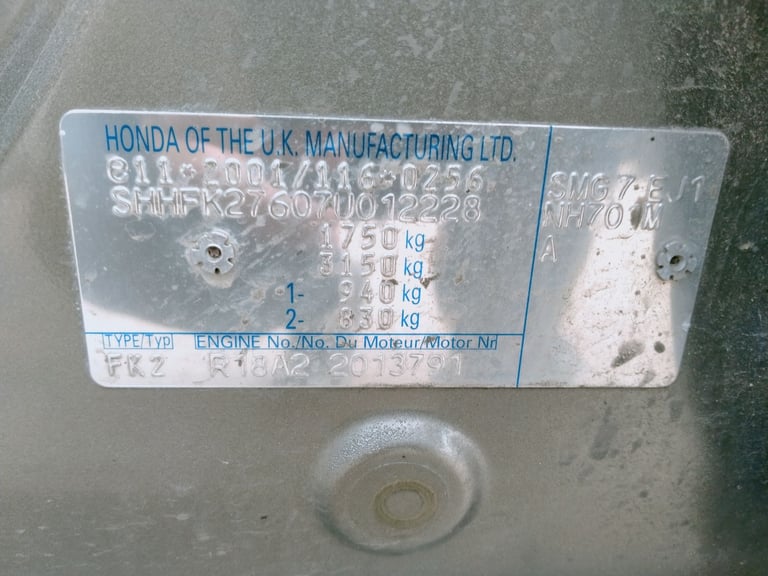 HONDA OF THE U.K. MANUFACTURING LTD.
e11*2001/116*0256
SHHFK27607U012228
1750 kg
3150 kg
1- 940 kg
2- 830 kg
TYPE/Typ ENGINE No./No. Du Moteur/Motor Nr
FK2 R18A2 2013791
SMG7-EJ1
NH701M
A